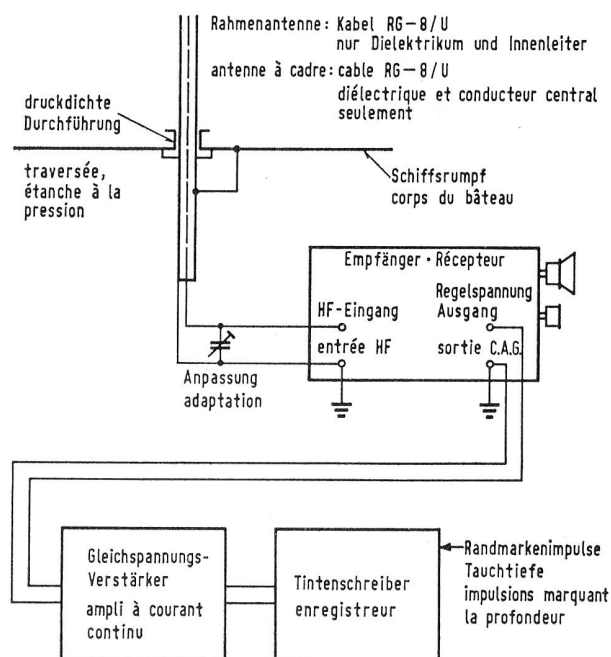 Rahmenantenne: Kabel RG-8/U
nur Dielektrikum und Innenleiter
antenne à cadre: cable RG-8/U
diélectrique et conducteur central
seulement
druckdichte
Durchführung
traversée,
étanche à la
pression
Schiffsrumpf
corps du bâteau
Empfänger · Récepteur
HF-Eingang
entrée HF
Regelspannung
Ausgang
sortie C.A.G.
Anpassung
adaptation
Gleichspannungs-
Verstärker
ampli à courant
continu
Tintenschreiber
enregistreur
Randmarkenimpulse
Tauchtiefe
impulsions marquant
la profondeur